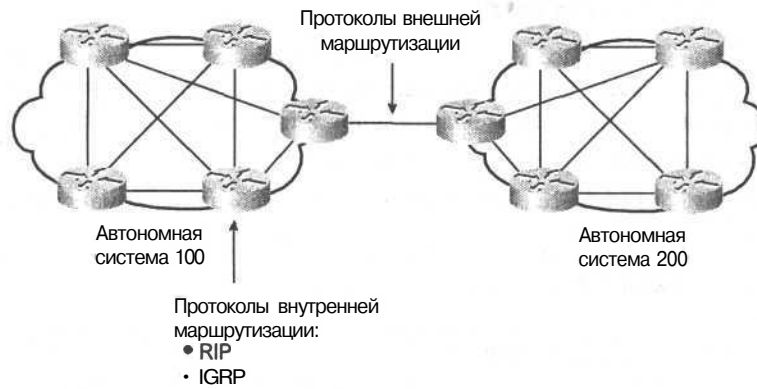 Протоколы внешней
маршрутизации
Автономная
система 100
Автономная
система 200
Протоколы внутренней
маршрутизации:
• RIP
• IGRP